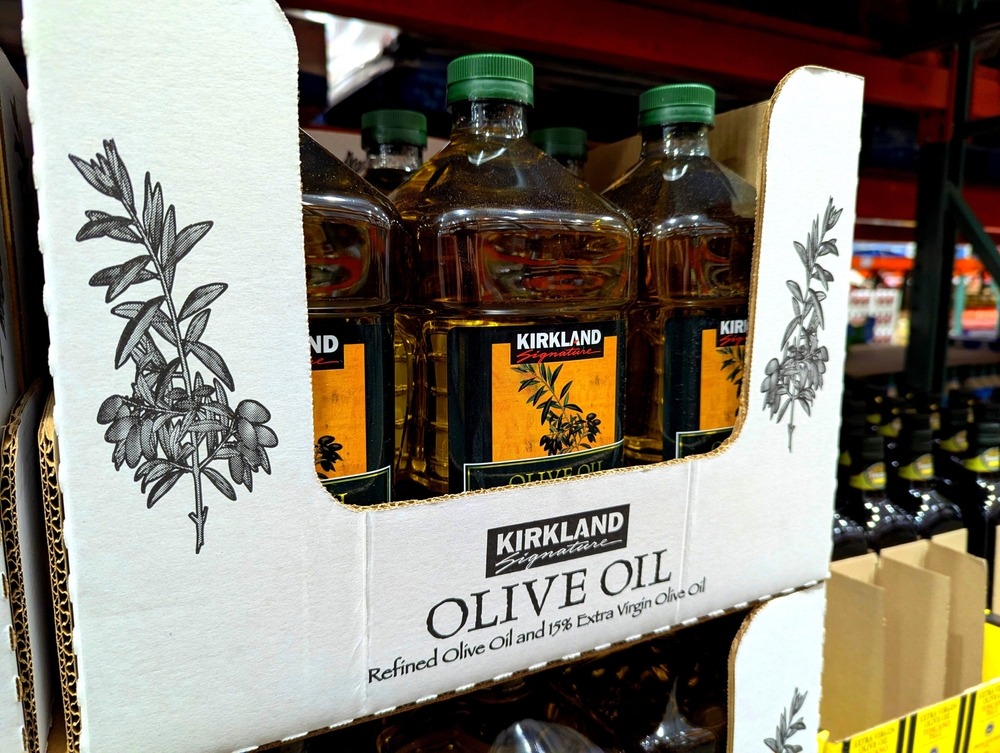 KIRKLAND
Signature
OLIVE OIL
KIRKLAND
Signature
OLIVE OIL
Refined Olive Oil and 15% Extra Virgin Olive Oil